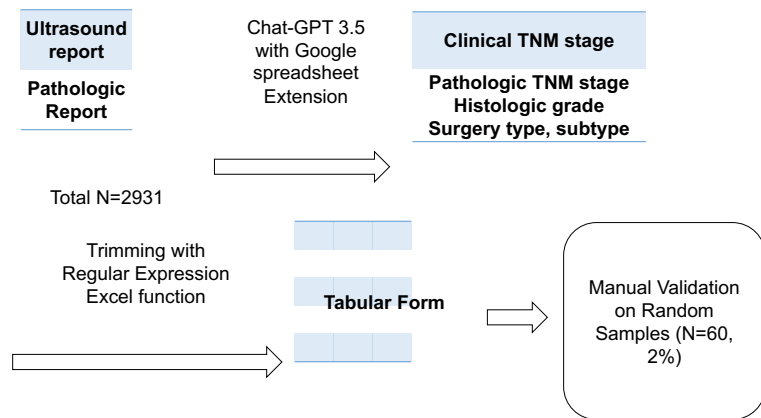 Ultrasound
report
Pathologic
Report
Chat-GPT 3.5
with Google
spreadsheet
Extension
Clinical TNM stage
Pathologic TNM stage
Histologic grade
Surgery type, subtype
Total N=2931
Trimming with
Regular Expression
Excel function
Tabular Form
Manual Validation
on Random
Samples (N=60,
2%)